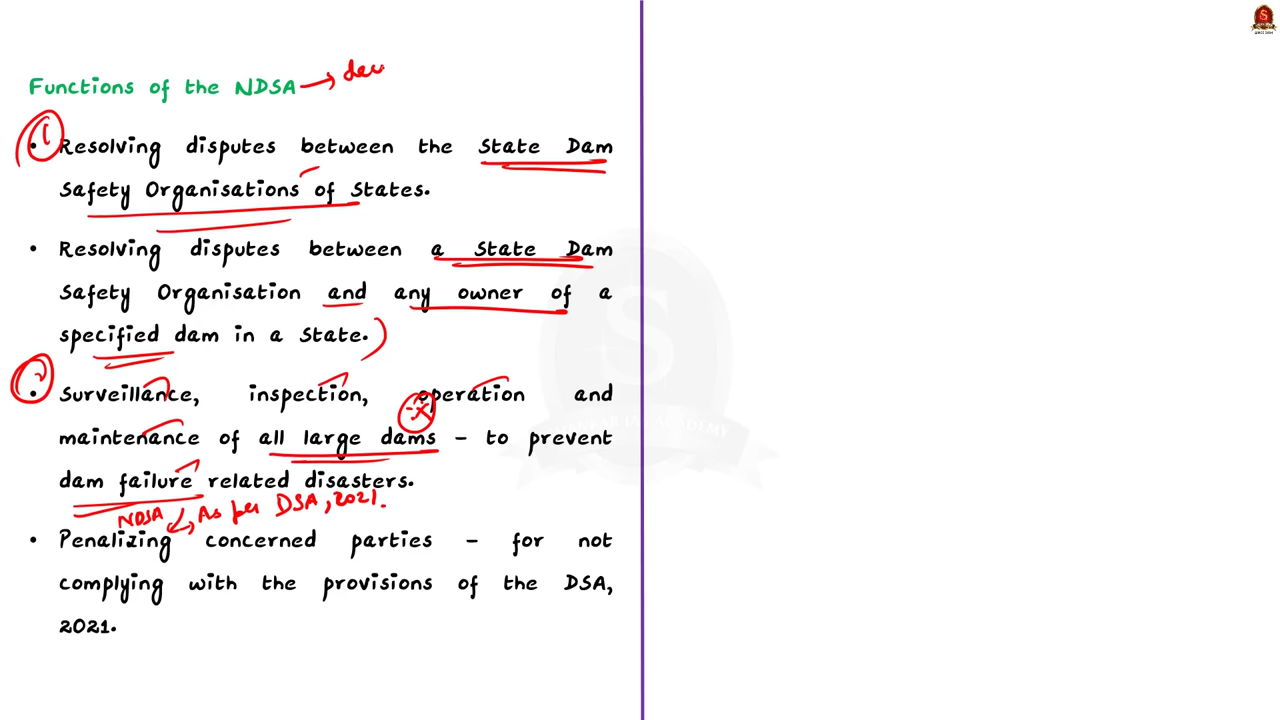 Functions of the NDSA → dec
1
• Resolving disputes between the State Dam
Safety Organisations of States.
• Resolving disputes between a State Dam
Safety Organisation and any owner of a
specified dam in a State.
2
• Surveillance, inspection, operation and
maintenance of all large dams – to prevent
dam failure related disasters.
NDSA As per DSA, 2021.
• Penalizing concerned parties – for not
complying with the provisions of the DSA,
2021.